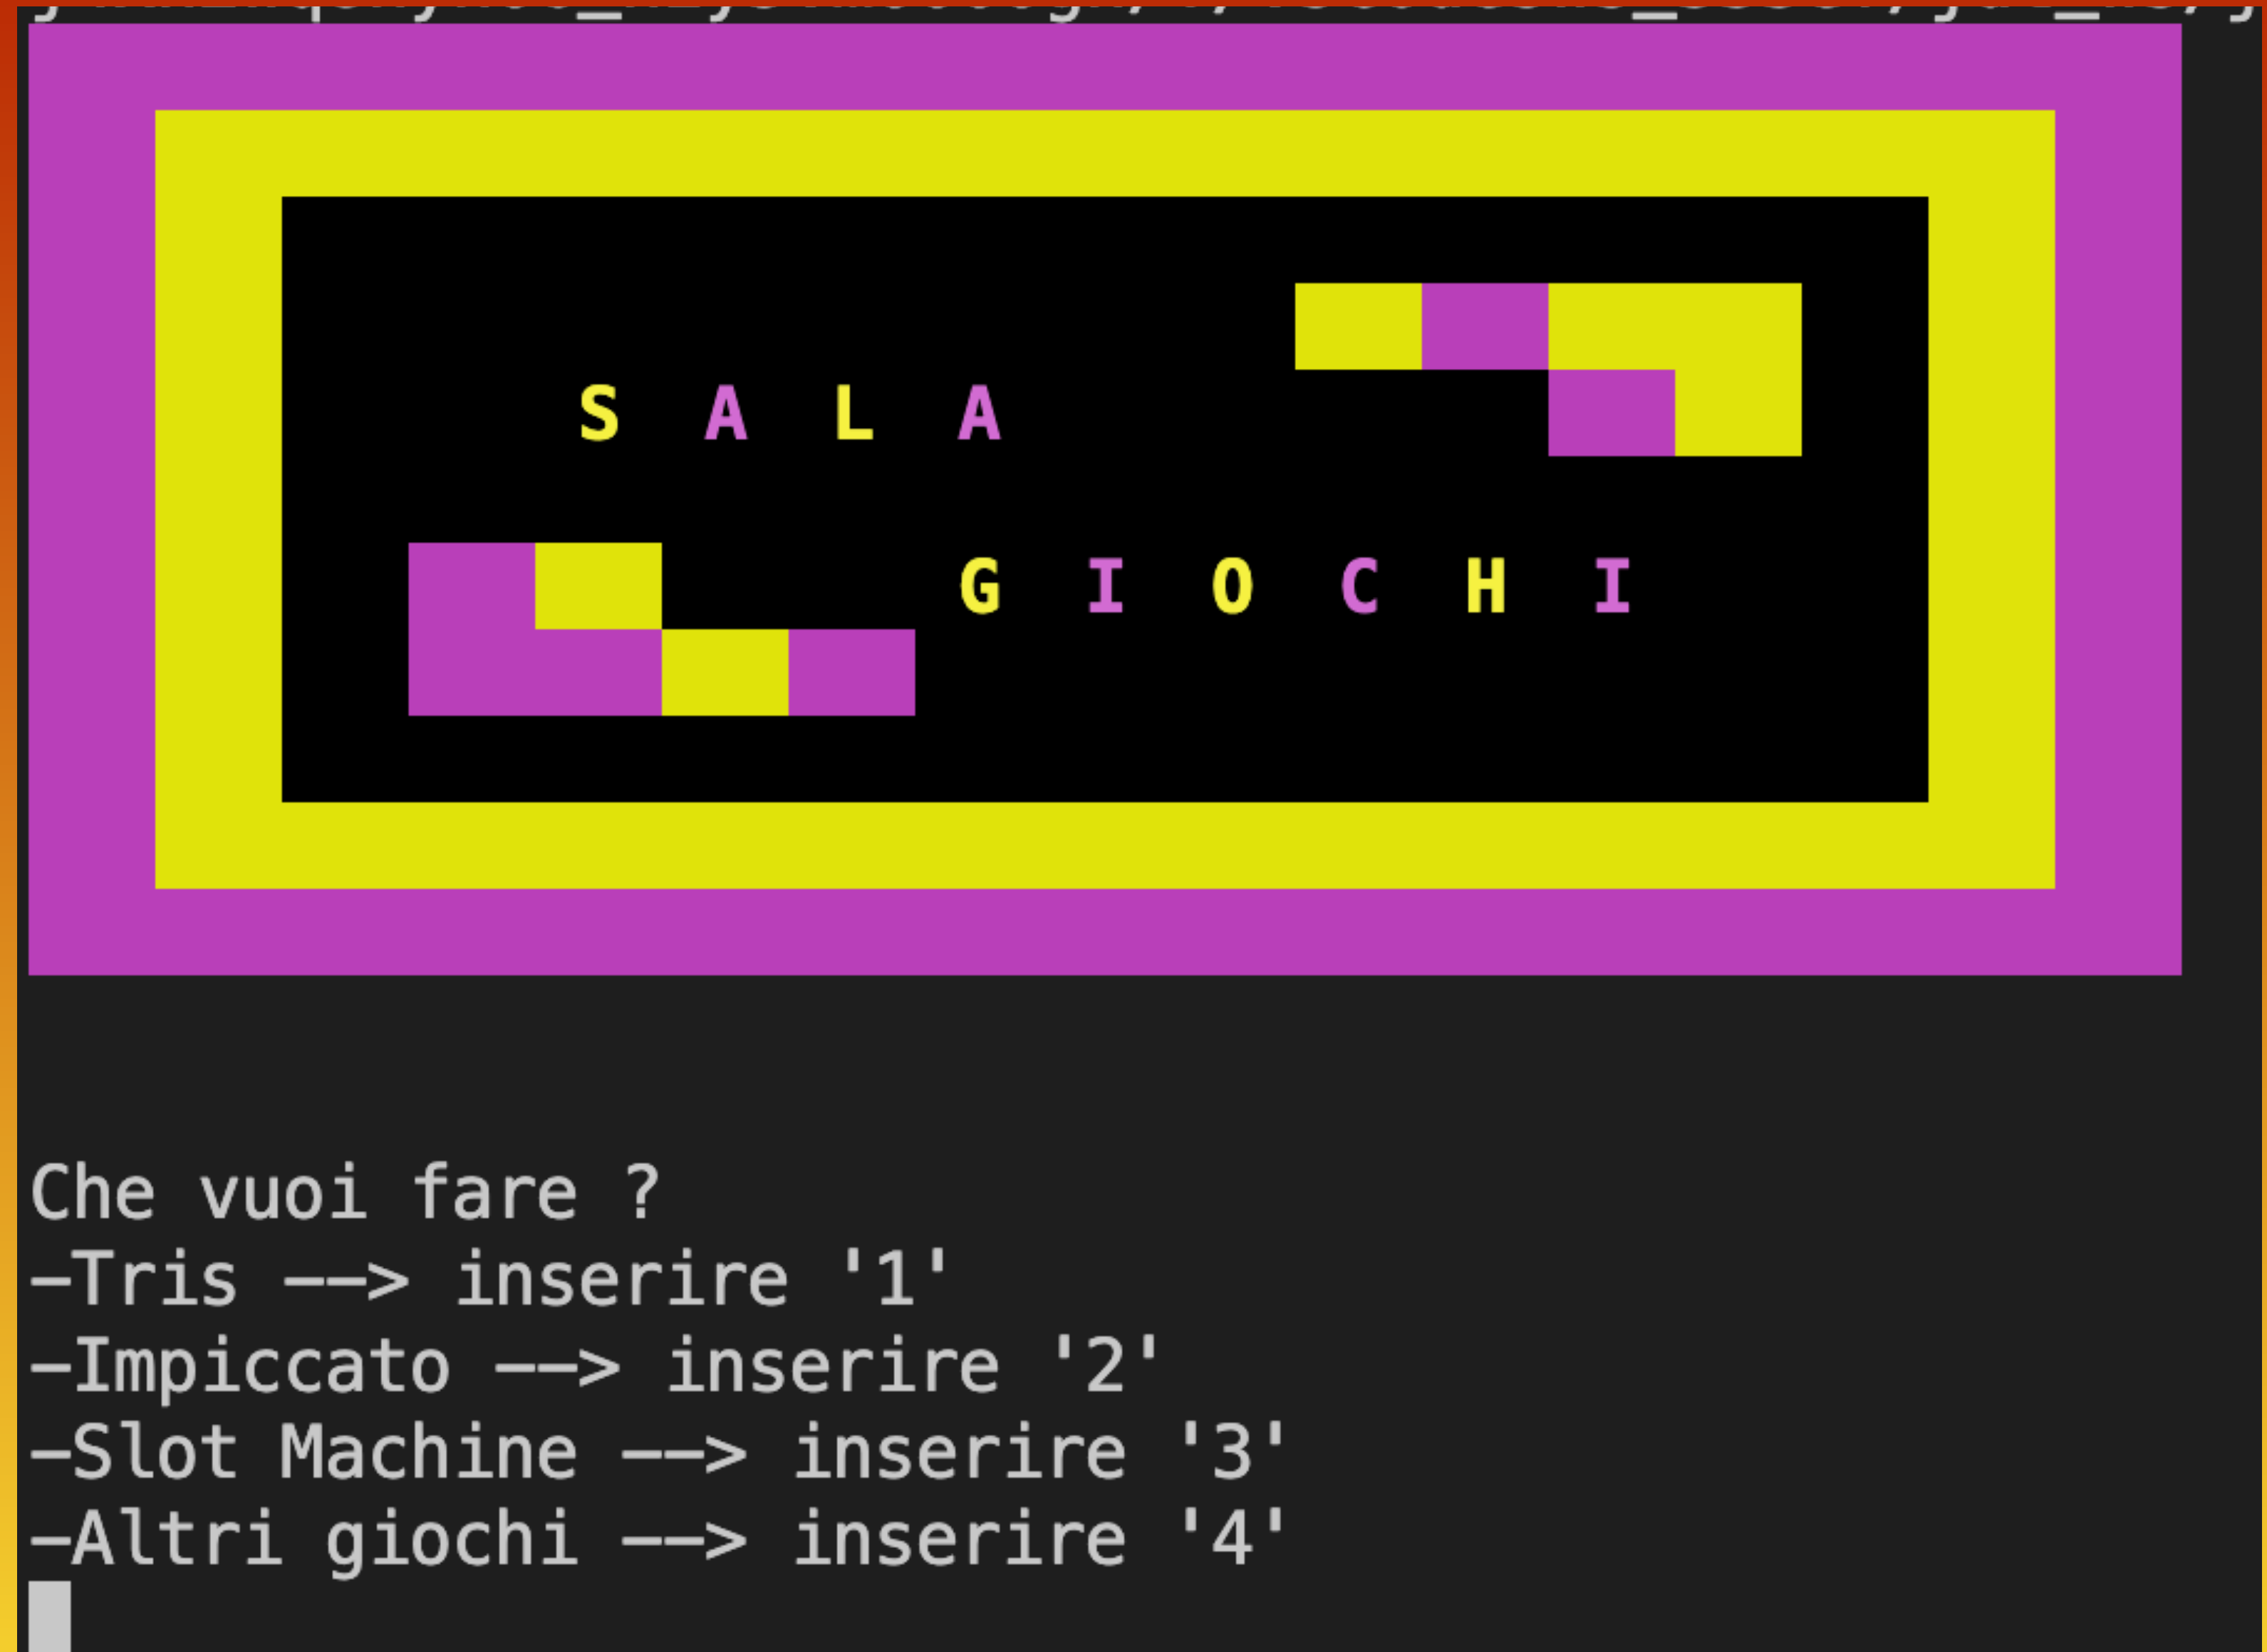 S A L A
G I O C H I
Che vuoi fare ?
-Tris --> inserire '1'
-Impiccato --> inserire '2'
-Slot Machine --> inserire '3'
-Altri giochi --> inserire '4'